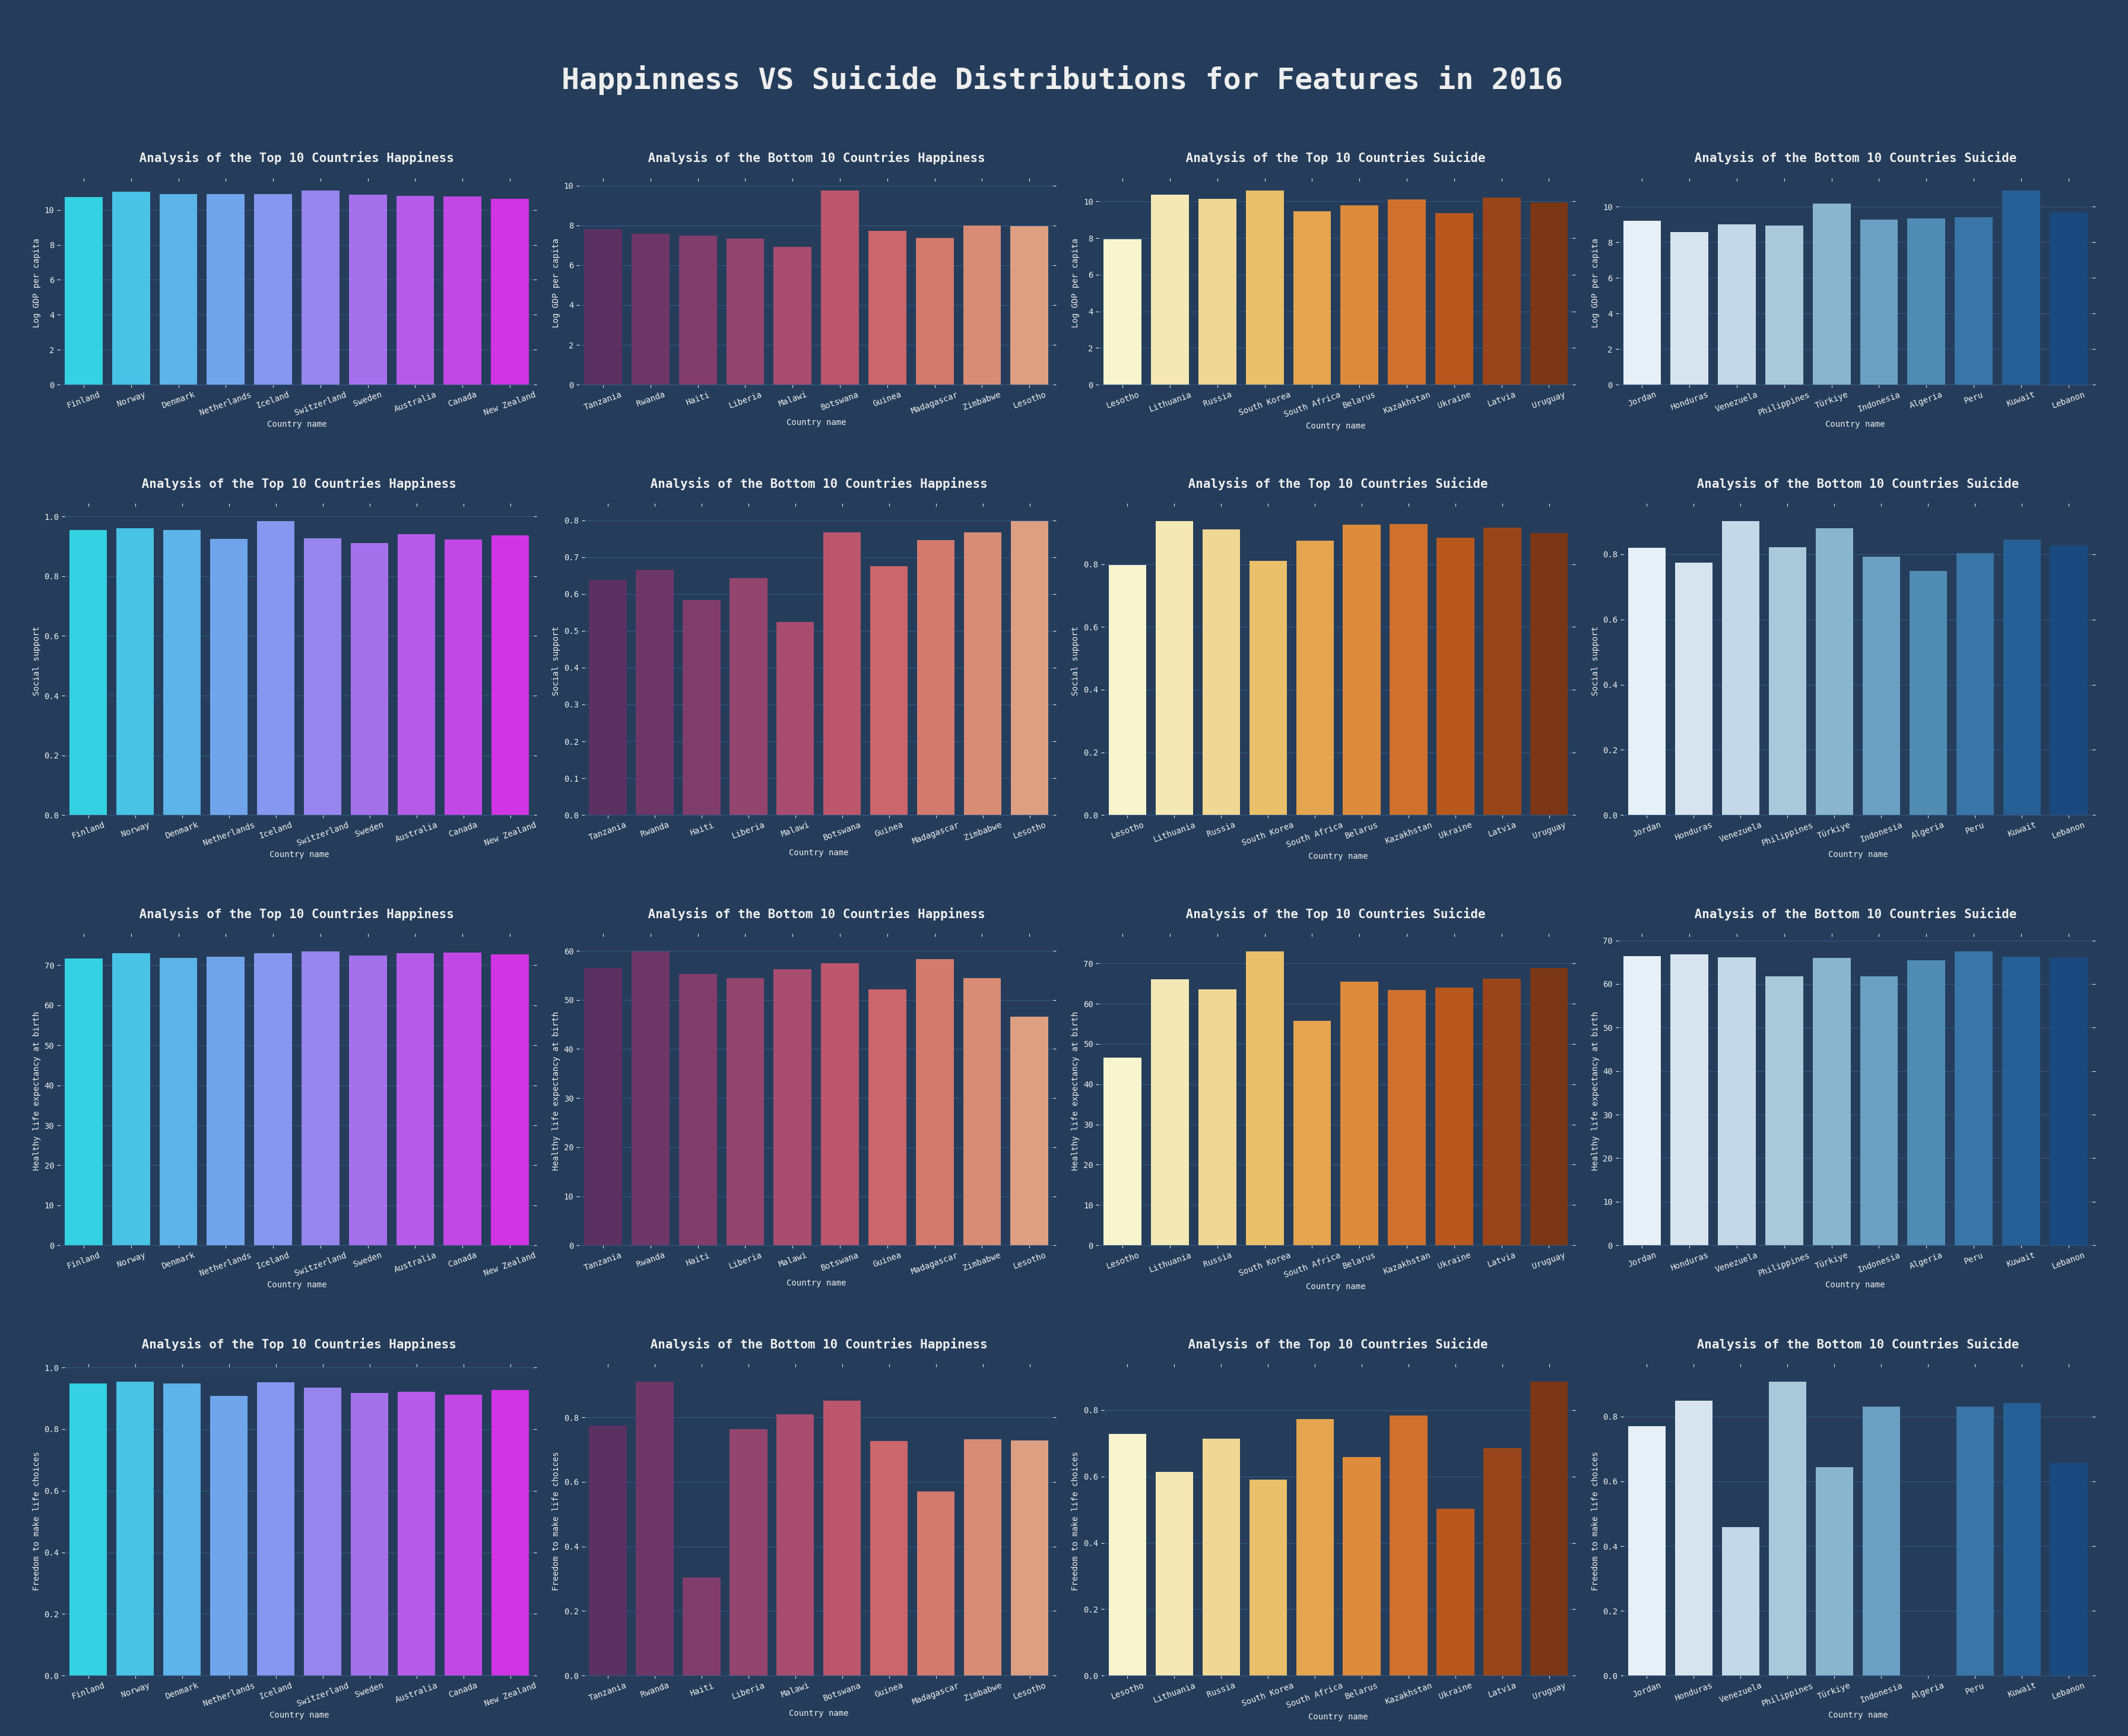 Happinness VS Suicide Distributions for Features in 2016
Analysis of the Top 10 Countries Happiness
Log GDP per capita
10
8
6
4
2
0
Finland Norway Denmark Netherlands Iceland Switzerland Sweden Australia Canada New Zealand
Country name
Analysis of the Bottom 10 Countries Happiness
Log GDP per capita
10
8
6
4
2
0
Tanzania Rwanda Haiti Liberia Malawi Botswana Guinea Madagascar Zimbabwe Lesotho
Country name
Analysis of the Top 10 Countries Suicide
Log GDP per capita
10
8
6
4
2
0
Lesotho Lithuania Russia South Korea South Africa Belarus Kazakhstan Ukraine Latvia Uruguay
Country name
Analysis of the Bottom 10 Countries Suicide
Log GDP per capita
10
8
6
4
2
0
Jordan Honduras Venezuela Philippines Türkiye Indonesia Algeria Peru Kuwait Lebanon
Country name
Analysis of the Top 10 Countries Happiness
Social support
1.0
0.8
0.6
0.4
0.2
0.0
Finland Norway Denmark Netherlands Iceland Switzerland Sweden Australia Canada New Zealand
Country name
Analysis of the Bottom 10 Countries Happiness
Social support
0.8
0.7
0.6
0.5
0.4
0.3
0.2
0.1
0.0
Tanzania Rwanda Haiti Liberia Malawi Botswana Guinea Madagascar Zimbabwe Lesotho
Country name
Analysis of the Top 10 Countries Suicide
Social support
0.8
0.6
0.4
0.2
0.0
Lesotho Lithuania Russia South Korea South Africa Belarus Kazakhstan Ukraine Latvia Uruguay
Country name
Analysis of the Bottom 10 Countries Suicide
Social support
0.8
0.6
0.4
0.2
0.0
Jordan Honduras Venezuela Philippines Türkiye Indonesia Algeria Peru Kuwait Lebanon
Country name
Analysis of the Top 10 Countries Happiness
Healthy life expectancy at birth
70
60
50
40
30
20
10
0
Finland Norway Denmark Netherlands Iceland Switzerland Sweden Australia Canada New Zealand
Country name
Analysis of the Bottom 10 Countries Happiness
Healthy life expectancy at birth
60
50
40
30
20
10
0
Tanzania Rwanda Haiti Liberia Malawi Botswana Guinea Madagascar Zimbabwe Lesotho
Country name
Analysis of the Top 10 Countries Suicide
Healthy life expectancy at birth
70
60
50
40
30
20
10
0
Lesotho Lithuania Russia South Korea South Africa Belarus Kazakhstan Ukraine Latvia Uruguay
Country name
Analysis of the Bottom 10 Countries Suicide
Healthy life expectancy at birth
70
60
50
40
30
20
10
0
Jordan Honduras Venezuela Philippines Türkiye Indonesia Algeria Peru Kuwait Lebanon
Country name
Analysis of the Top 10 Countries Happiness
Freedom to make life choices
1.0
0.8
0.6
0.4
0.2
0.0
Finland Norway Denmark Netherlands Iceland Switzerland Sweden Australia Canada New Zealand
Country name
Analysis of the Bottom 10 Countries Happiness
Freedom to make life choices
0.8
0.6
0.4
0.2
0.0
Tanzania Rwanda Haiti Liberia Malawi Botswana Guinea Madagascar Zimbabwe Lesotho
Country name
Analysis of the Top 10 Countries Suicide
Freedom to make life choices
0.8
0.6
0.4
0.2
0.0
Lesotho Lithuania Russia South Korea South Africa Belarus Kazakhstan Ukraine Latvia Uruguay
Country name
Analysis of the Bottom 10 Countries Suicide
Freedom to make life choices
0.8
0.6
0.4
0.2
0.0
Jordan Honduras Venezuela Philippines Türkiye Indonesia Algeria Peru Kuwait Lebanon
Country name